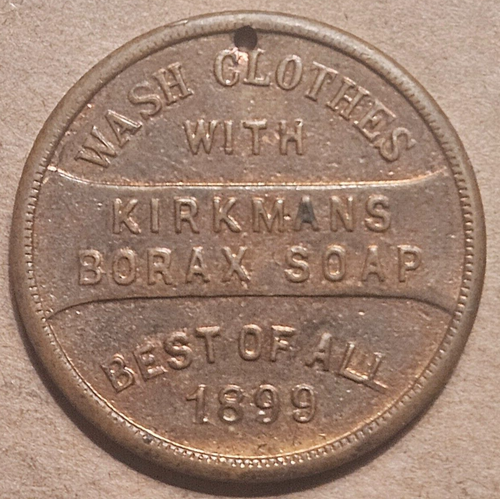 WASH CLOTHES
WITH
KIRKMANS
BORAX SOAP
BEST OF ALL
1899